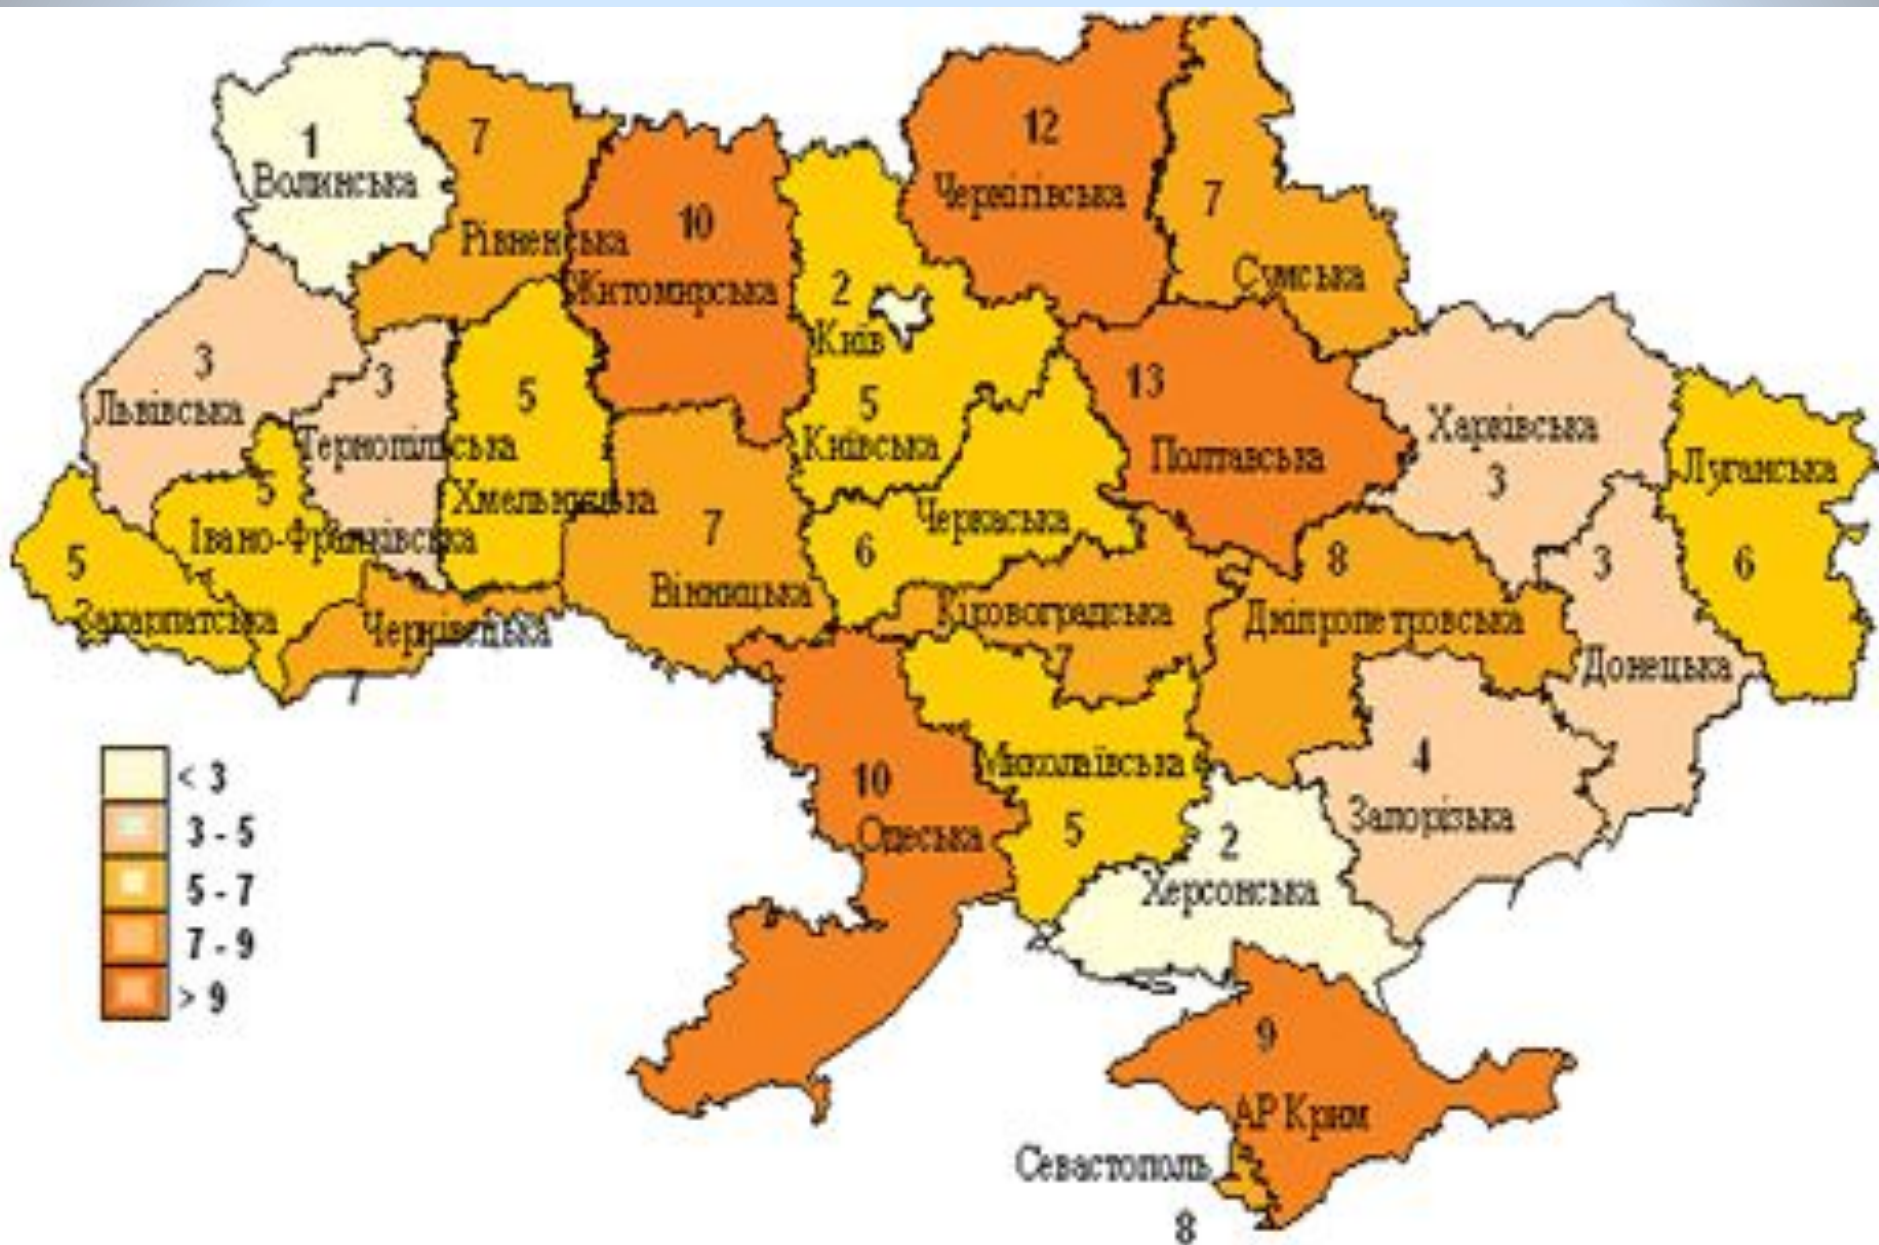 1
Волинська
7
Рівненська
10
Житомирська
2
Київ
5
Київська
12
Чернігівська
7
Сумська
3
Львівська
3
Тернопільська
5
Хмельницька
5
Івано-Франківська
5
Закарпатська
Чернівецька
7
7
Вінницька
6
Черкаська
13
Полтавська
Харківська
3
Луганська
6
Кіровоградська
7
8
Дніпропетровська
3
Донецька
10
Одеська
Миколаївська
5
4
Запорізька
2
Херсонська
9
АР Крим
Севастополь
8
< 3
3 - 5
5 - 7
7 - 9
> 9